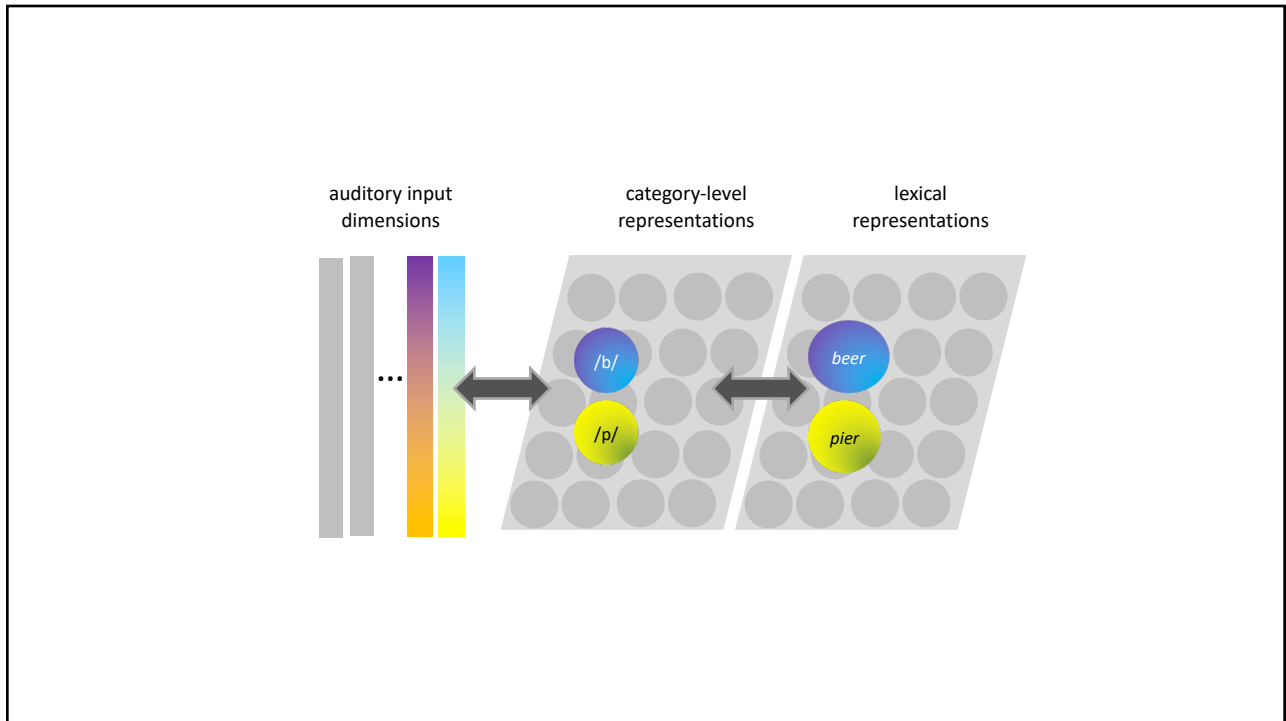 auditory input
dimensions
category-level
representations
lexical
representations
...
/b/
/p/
beer
pier